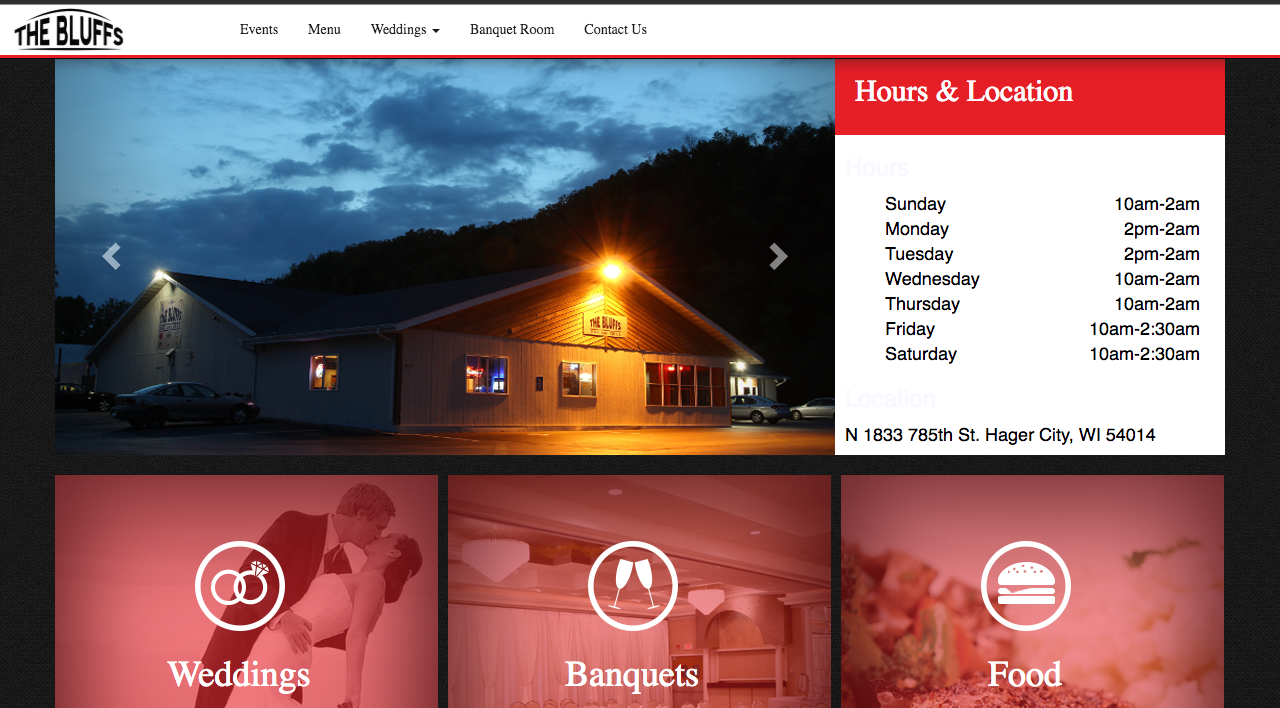 THE BLUFFS
Events Menu Weddings Banquet Room Contact Us
Hours & Location
Hours
Sunday 10am-2am
Monday 2pm-2am
Tuesday 2pm-2am
Wednesday 10am-2am
Thursday 10am-2am
Friday 10am-2:30am
Saturday 10am-2:30am
Location
N 1833 785th St. Hager City, WI 54014
THE BLUFFS
THE BLUFFS
Weddings
Banquets
Food